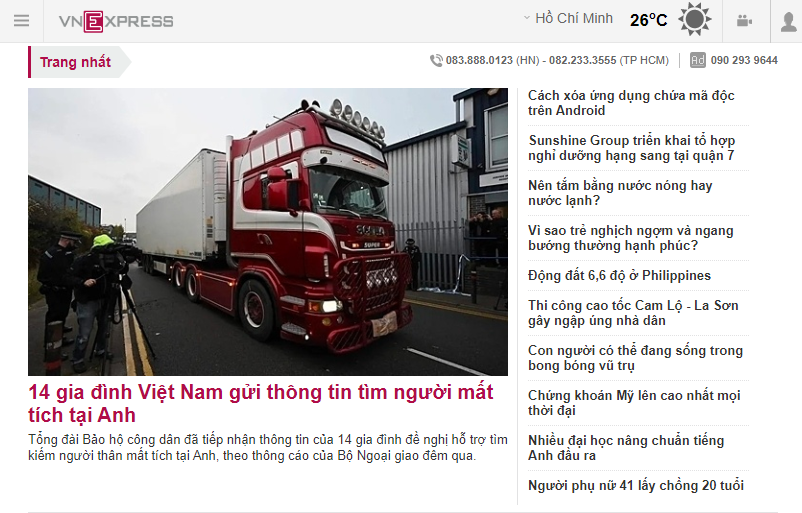 VNEXPRESS
Hồ Chí Minh
26°C
Trang nhất
083.888.0123 (HN) - 082.233.3555 (TP HCM)
Ad 090 293 9644
SCANIA
SUPER
14 gia đình Việt Nam gửi thông tin tìm người mất
tích tại Anh
Tổng đài Bảo hộ công dân đã tiếp nhận thông tin của 14 gia đình đề nghị hỗ trợ tìm
kiếm người thân mất tích tại Anh, theo thông cáo của Bộ Ngoại giao đêm qua.
Cách xóa ứng dụng chứa mã độc
trên Android
Sunshine Group triển khai tổ hợp
nghỉ dưỡng hạng sang tại quận 7
Nên tắm bằng nước nóng hay
nước lạnh?
Vì sao trẻ nghịch ngợm và ngang
bướng thường hạnh phúc?
Động đất 6,6 độ ở Philippines
Thi công cao tốc Cam Lộ - La Sơn
gây ngập úng nhà dân
Con người có thể đang sống trong
bong bóng vũ trụ
Chứng khoán Mỹ lên cao nhất mọi
thời đại
Nhiều đại học nâng chuẩn tiếng
Anh đầu ra
Người phụ nữ 41 lấy chồng 20 tuổi